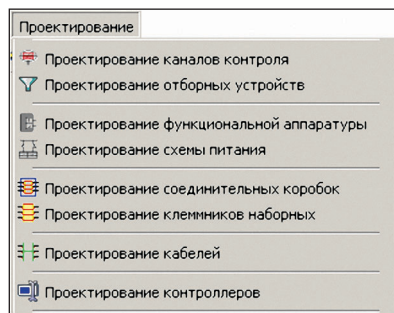 Проектирование
Проектирование каналов контроля
Проектирование отборных устройств
Проектирование функциональной аппаратуры
Проектирование схемы питания
Проектирование соединительных коробок
Проектирование клеммников наборных
Проектирование кабелей
Проектирование контроллеров